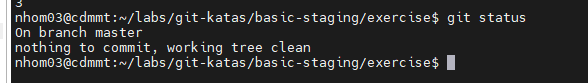 3
nhom03@cdmmt:~/labs/git-katas/basic-staging/exercise$ git status
On branch master
nothing to commit, working tree clean
nhom03@cdmmt:~/labs/git-katas/basic-staging/exercise$